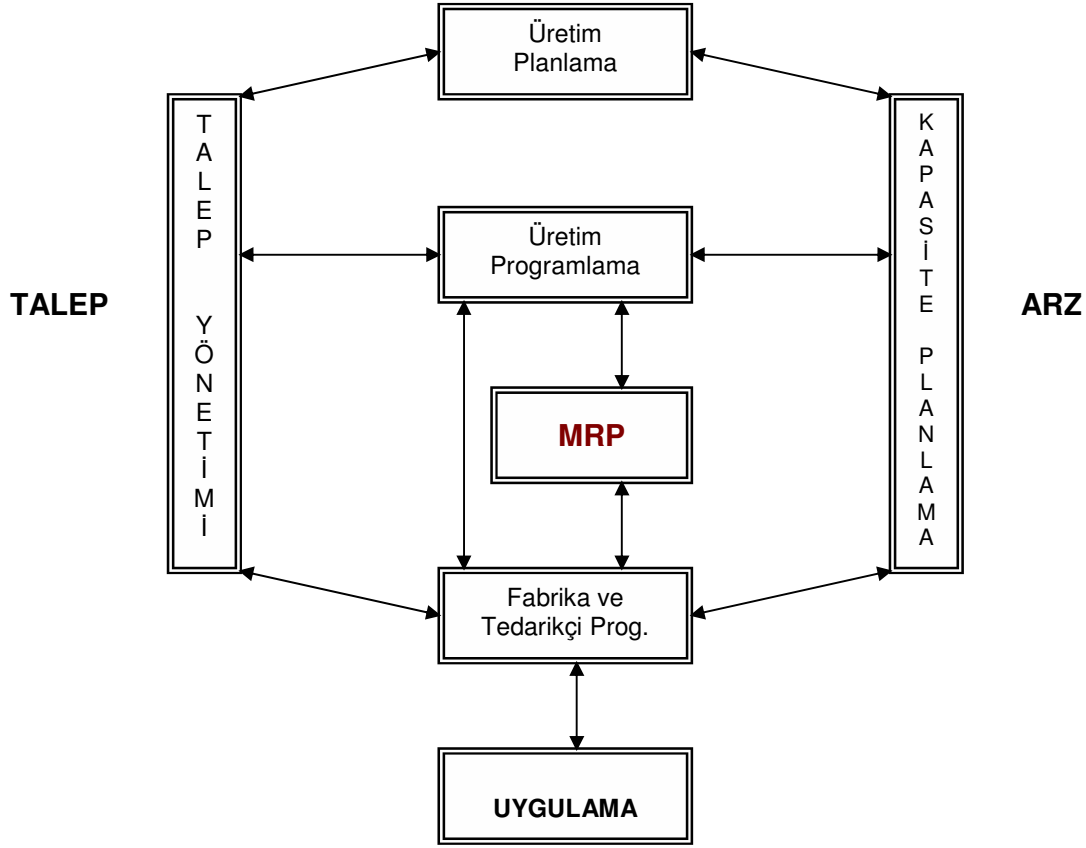 Üretim
Planlama
TALEP YÖNETİMİ
KAPASİTE PLANLAMA
Üretim
Programlama
TALEP
ARZ
MRP
Fabrika ve
Tedarikçi Prog.
UYGULAMA